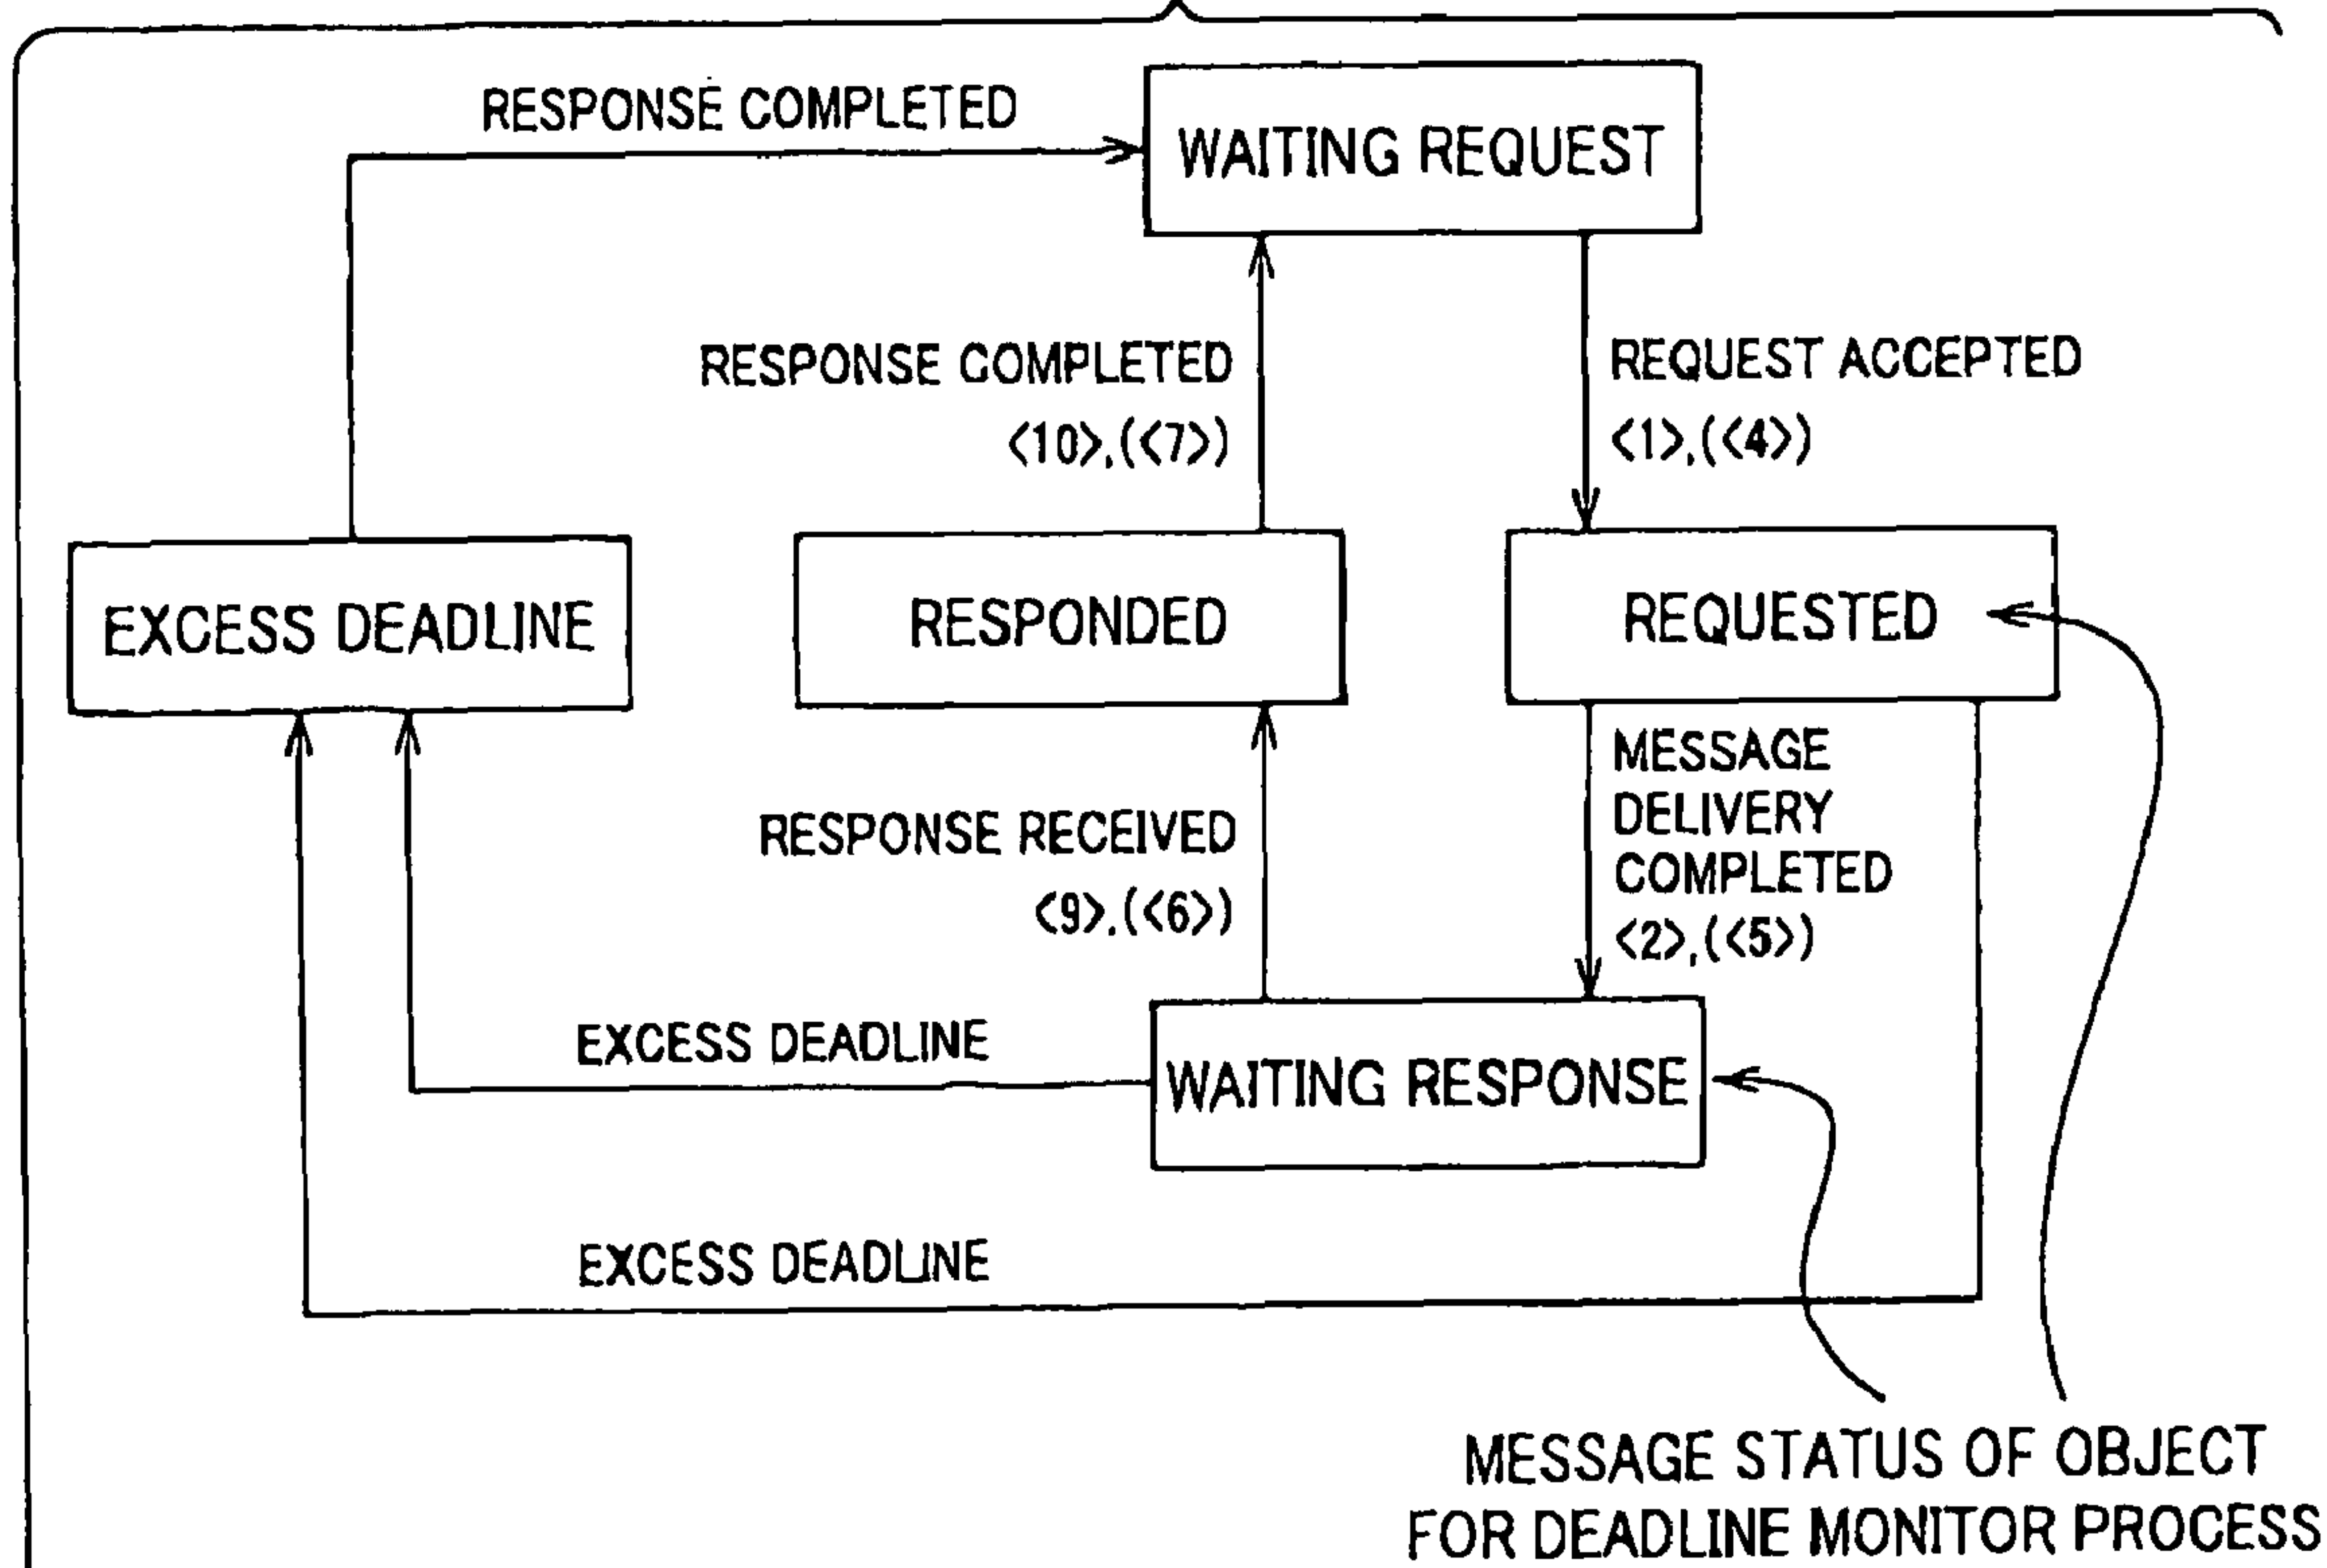 RESPONSE COMPLETED
WAITING REQUEST
RESPONSE COMPLETED
<10>,(<7>)
REQUEST ACCEPTED
<1>,(<4>)
EXCESS DEADLINE
RESPONDED
REQUESTED
MESSAGE
DELIVERY
COMPLETED
<2>,(<5>)
RESPONSE RECEIVED
<9>,(<6>)
EXCESS DEADLINE
WAITING RESPONSE
EXCESS DEADLINE
MESSAGE STATUS OF OBJECT
FOR DEADLINE MONITOR PROCESS